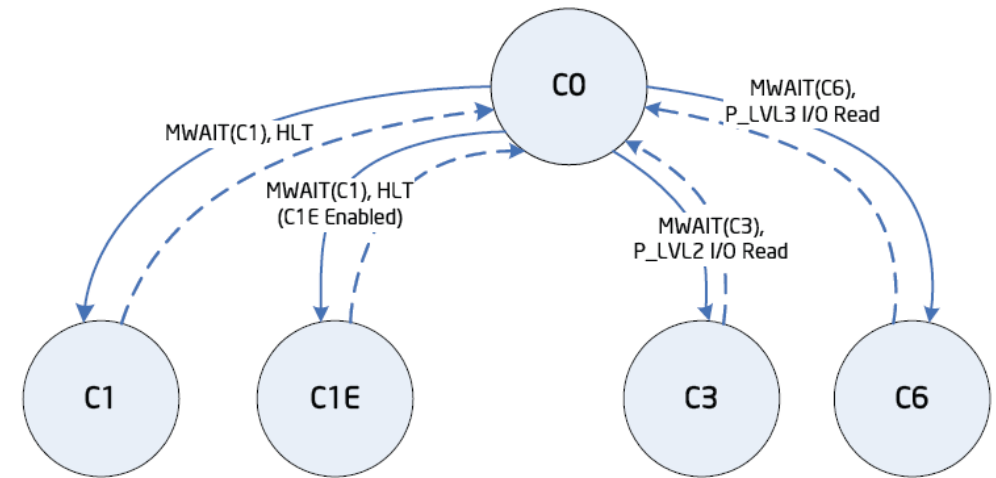 C0
MWAIT(C6),
P_LVL3 I/O Read
MWAIT(C1), HLT
MWAIT(C1), HLT
(C1E Enabled)
MWAIT(C3),
P_LVL2 I/O Read
C1
C1E
C3
C6